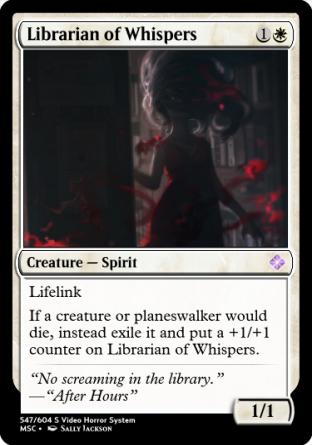 Librarian of Whispers 1
Creature — Spirit
Lifelink
If a creature or planeswalker would
die, instead exile it and put a +1/+1
counter on Librarian of Whispers.
“No screaming in the library.”
—“After Hours”
1/1
547/604 S Video Horror System
MSC • Sally Jackson